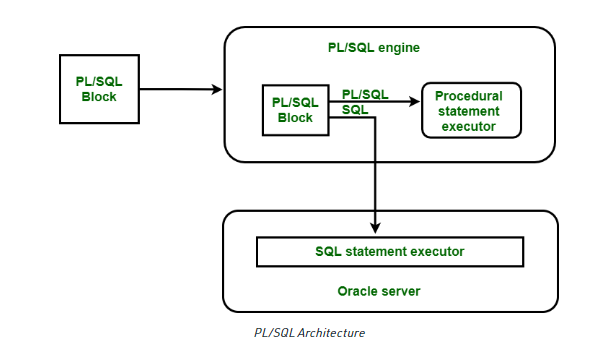 PL/SQL engine
PL/SQL
Block
PL/SQL
Block
PL/SQL
SQL
Procedural
statement
executor
SQL statement executor
Oracle server
PL/SQL Architecture